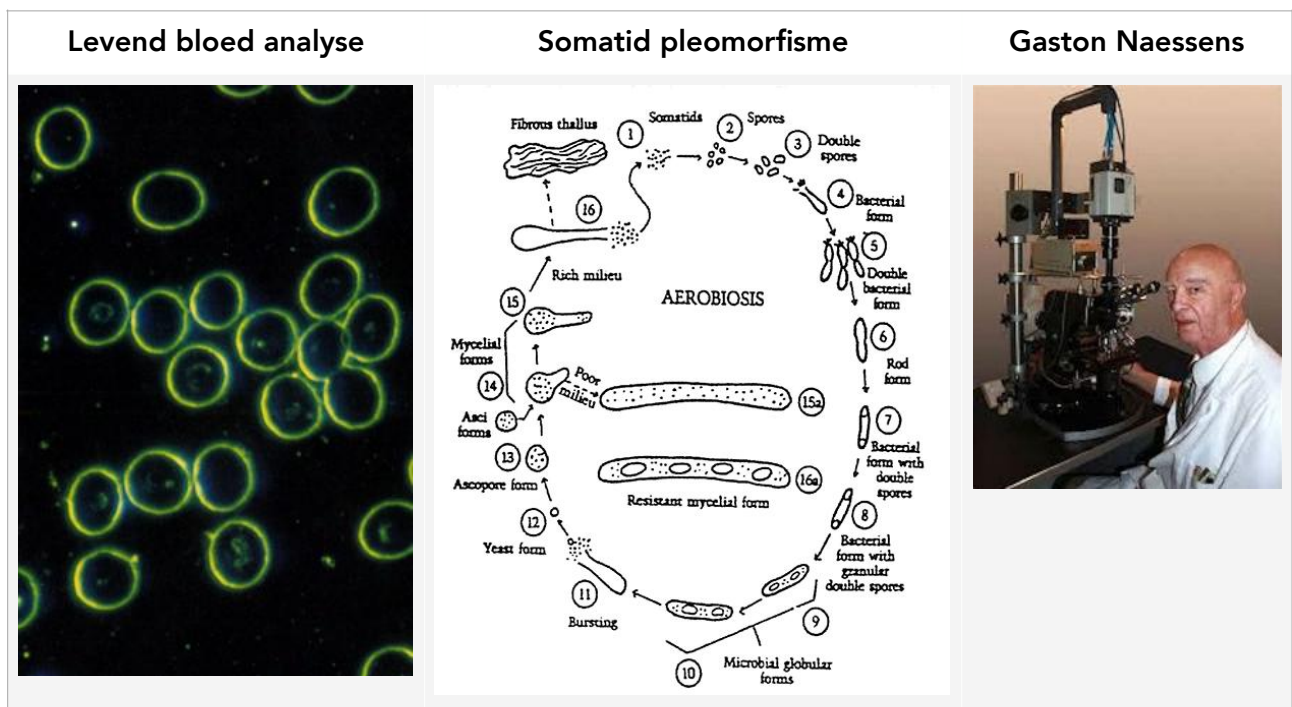 Levend bloed analyse
Somatid pleomorfisme
Gaston Naessens
Fibrous thallus
1
Somatids
2
Spores
3
Double
spores
4
Bacterial
form
5
Double
bacterial
form
6
Rod
form
7
Bacterial
form with
double
spores
8
Bacterial
form with
granular
double spores
9
Microbial globular
forms
10
11
Bursting
12
Yeast form
13
Ascopore form
Asci
forms
14
Mycelial
forms
15
Rich milieu
16
AEROBIOSIS
Poor
milieu
15a
16a
Resistant mycelial form